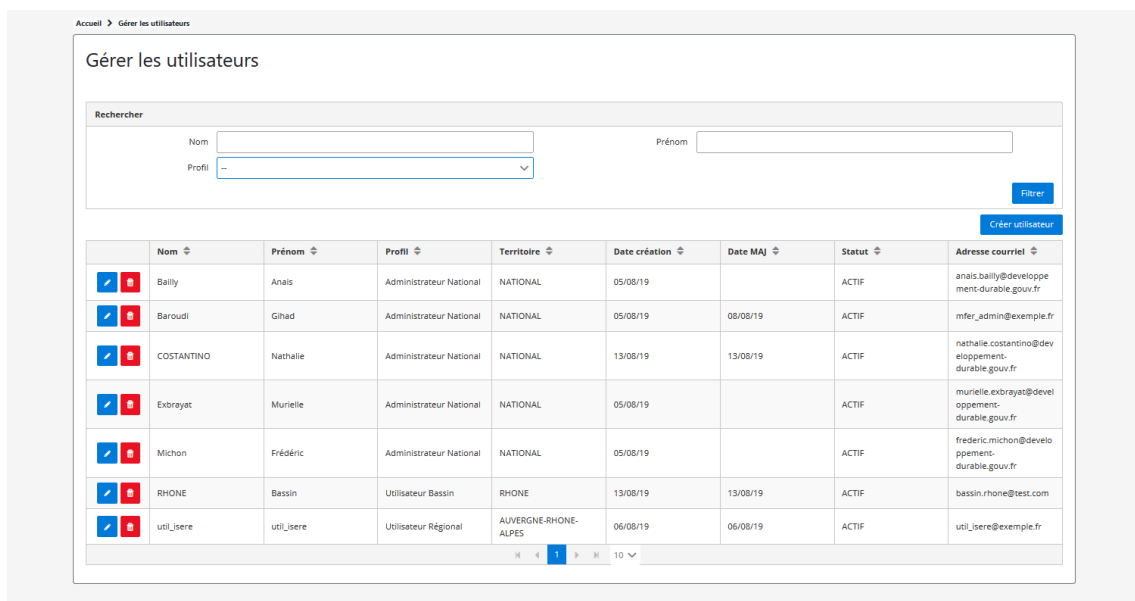 Accueil > Gérer les utilisateurs
Gérer les utilisateurs
Rechercher
Nom
Prénom
Profil --
Filtrer
Créer utilisateur
Nom Prénom Profil Territoire Date création Date MAJ Statut Adresse courriel
Bailly Anais Administrateur National NATIONAL 05/08/19 ACTIF anais.bailly@developpe
ment-durable.gouv.fr
Baroudi Gihad Administrateur National NATIONAL 05/08/19 08/08/19 ACTIF mfer_admin@exemple.fr
COSTANTINO Nathalie Administrateur National NATIONAL 13/08/19 13/08/19 ACTIF nathalie.costantino@dev
eloppement-
durable.gouv.fr
Exbrayat Murielle Administrateur National NATIONAL 05/08/19 ACTIF murielle.exbrayat@devel
oppement-
durable.gouv.fr
Michon Frédéric Administrateur National NATIONAL 05/08/19 ACTIF frederic.michon@develo
ppement-
durable.gouv.fr
RHONE Bassin Utilisateur Bassin RHONE 13/08/19 13/08/19 ACTIF bassin.rhone@test.com
util_isere util_isere Utilisateur Régional AUVERGNE-RHONE-
ALPES 06/08/19 06/08/19 ACTIF util_isere@exemple.fr
1 10